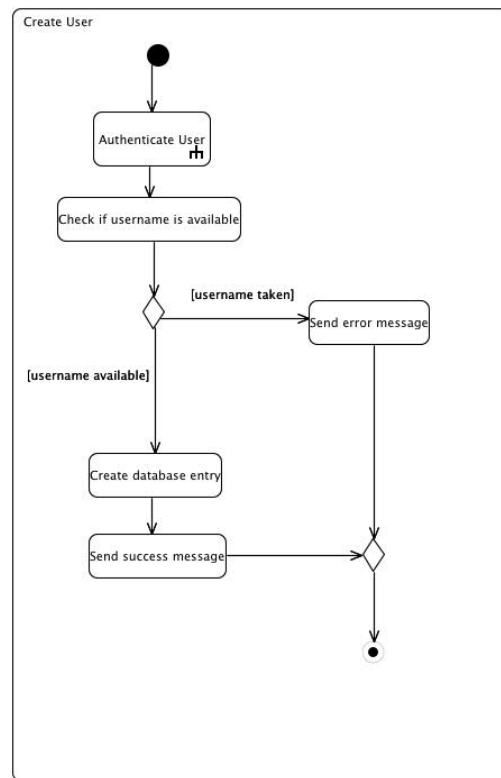 Create User
Authenticate User
Check if username is available
[username taken]
Send error message
[username available]
Create database entry
Send success message